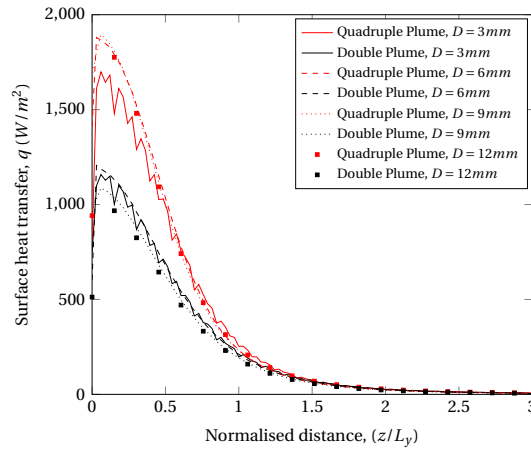 2,000
1,500
1,000
500
0
Surface heat transfer, q (W/m²)
Quadruple Plume, D = 3mm
Double Plume, D = 3mm
Quadruple Plume, D = 6mm
Double Plume, D = 6mm
Quadruple Plume, D = 9mm
Double Plume, D = 9mm
Quadruple Plume, D = 12mm
Double Plume, D = 12mm
0 0.5 1 1.5 2 2.5 3
Normalised distance, (z/L_y)